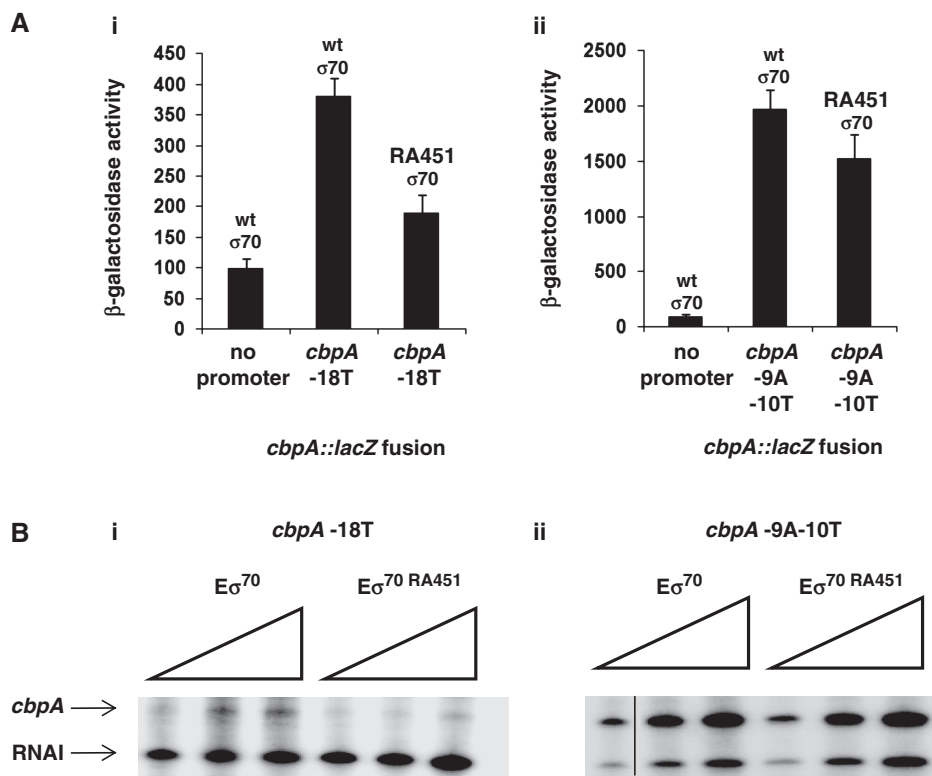 A
i
β-galactosidase activity
450
400
350
300
250
200
150
100
50
0
wt
σ70
wt
σ70
RA451
σ70
no
promoter
cbpA
-18T
cbpA
-18T
cbpA::lacZ fusion
ii
β-galactosidase activity
2500
2000
1500
1000
500
0
wt
σ70
wt
σ70
RA451
σ70
no
promoter
cbpA
-9A
-10T
cbpA
-9A
-10T
cbpA::lacZ fusion
B
i
cbpA -18T
Eσ70
Eσ70 RA451
cbpA
RNAI
ii
cbpA -9A-10T
Eσ70
Eσ70 RA451